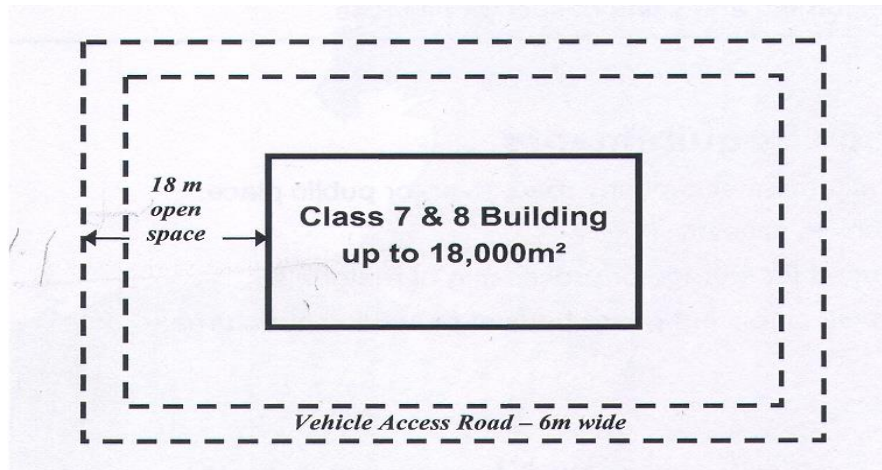 18 m
open
space
Class 7 & 8 Building
up to 18,000m²
Vehicle Access Road – 6m wide